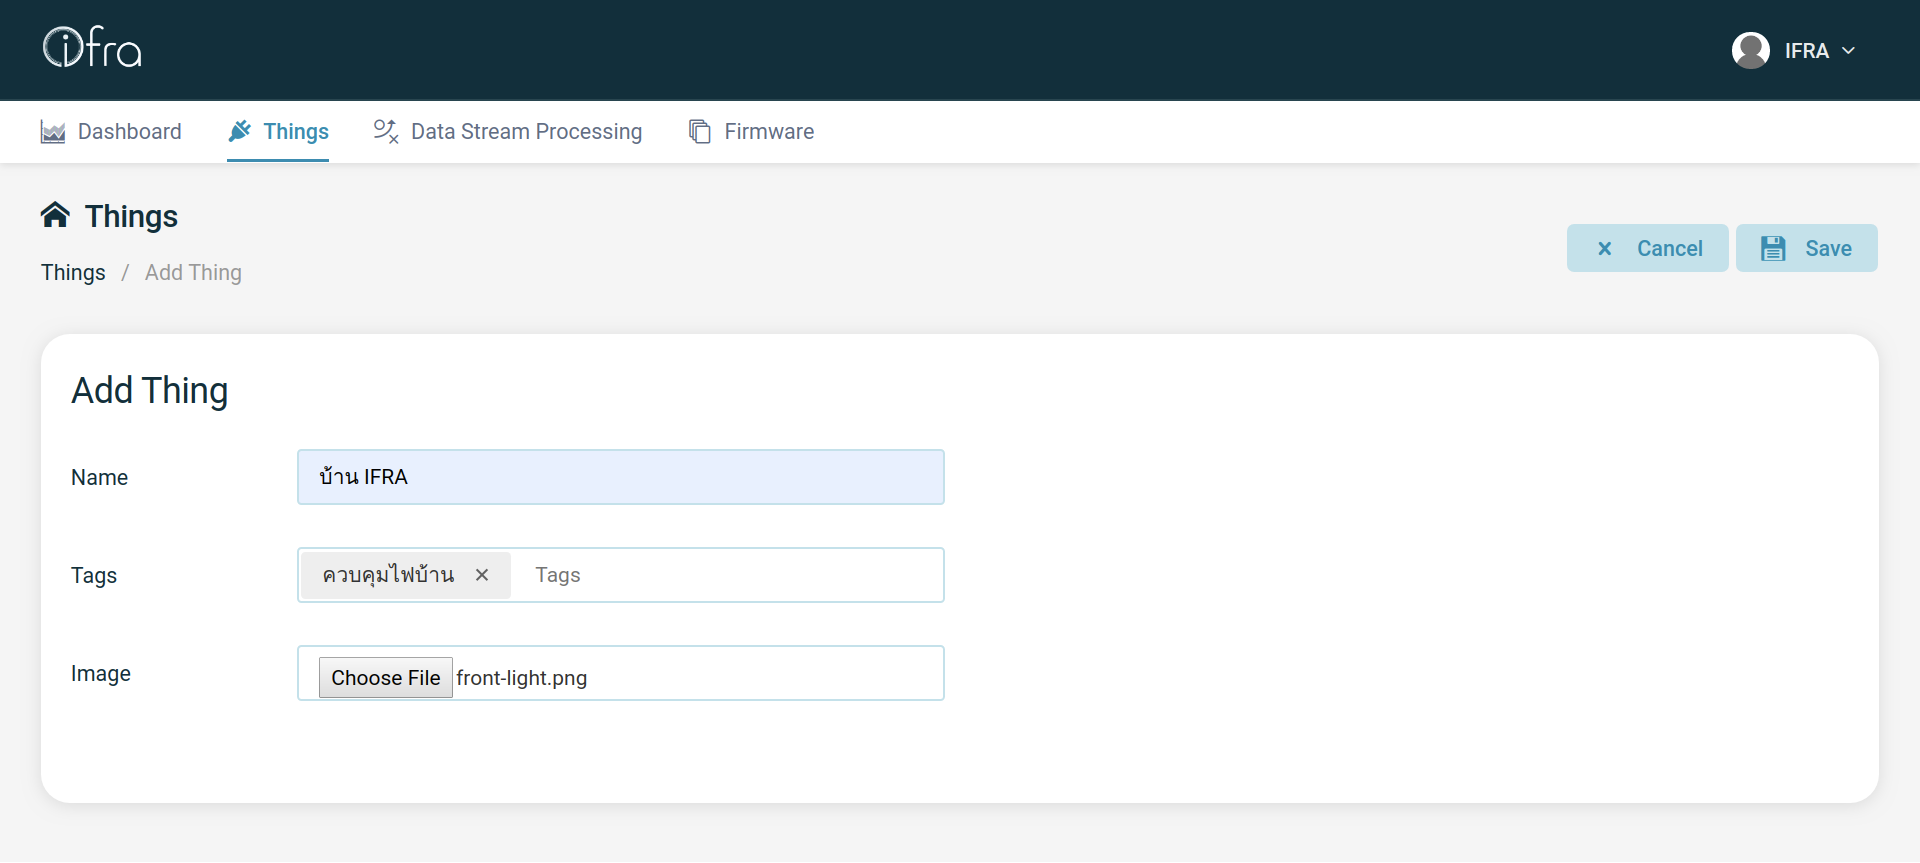 ifra
IFRA
Dashboard Things Data Stream Processing Firmware
Things
Things / Add Thing
Cancel Save
Add Thing
Name บ้าน IFRA
Tags ควบคุมไฟบ้าน × Tags
Image Choose File front-light.png